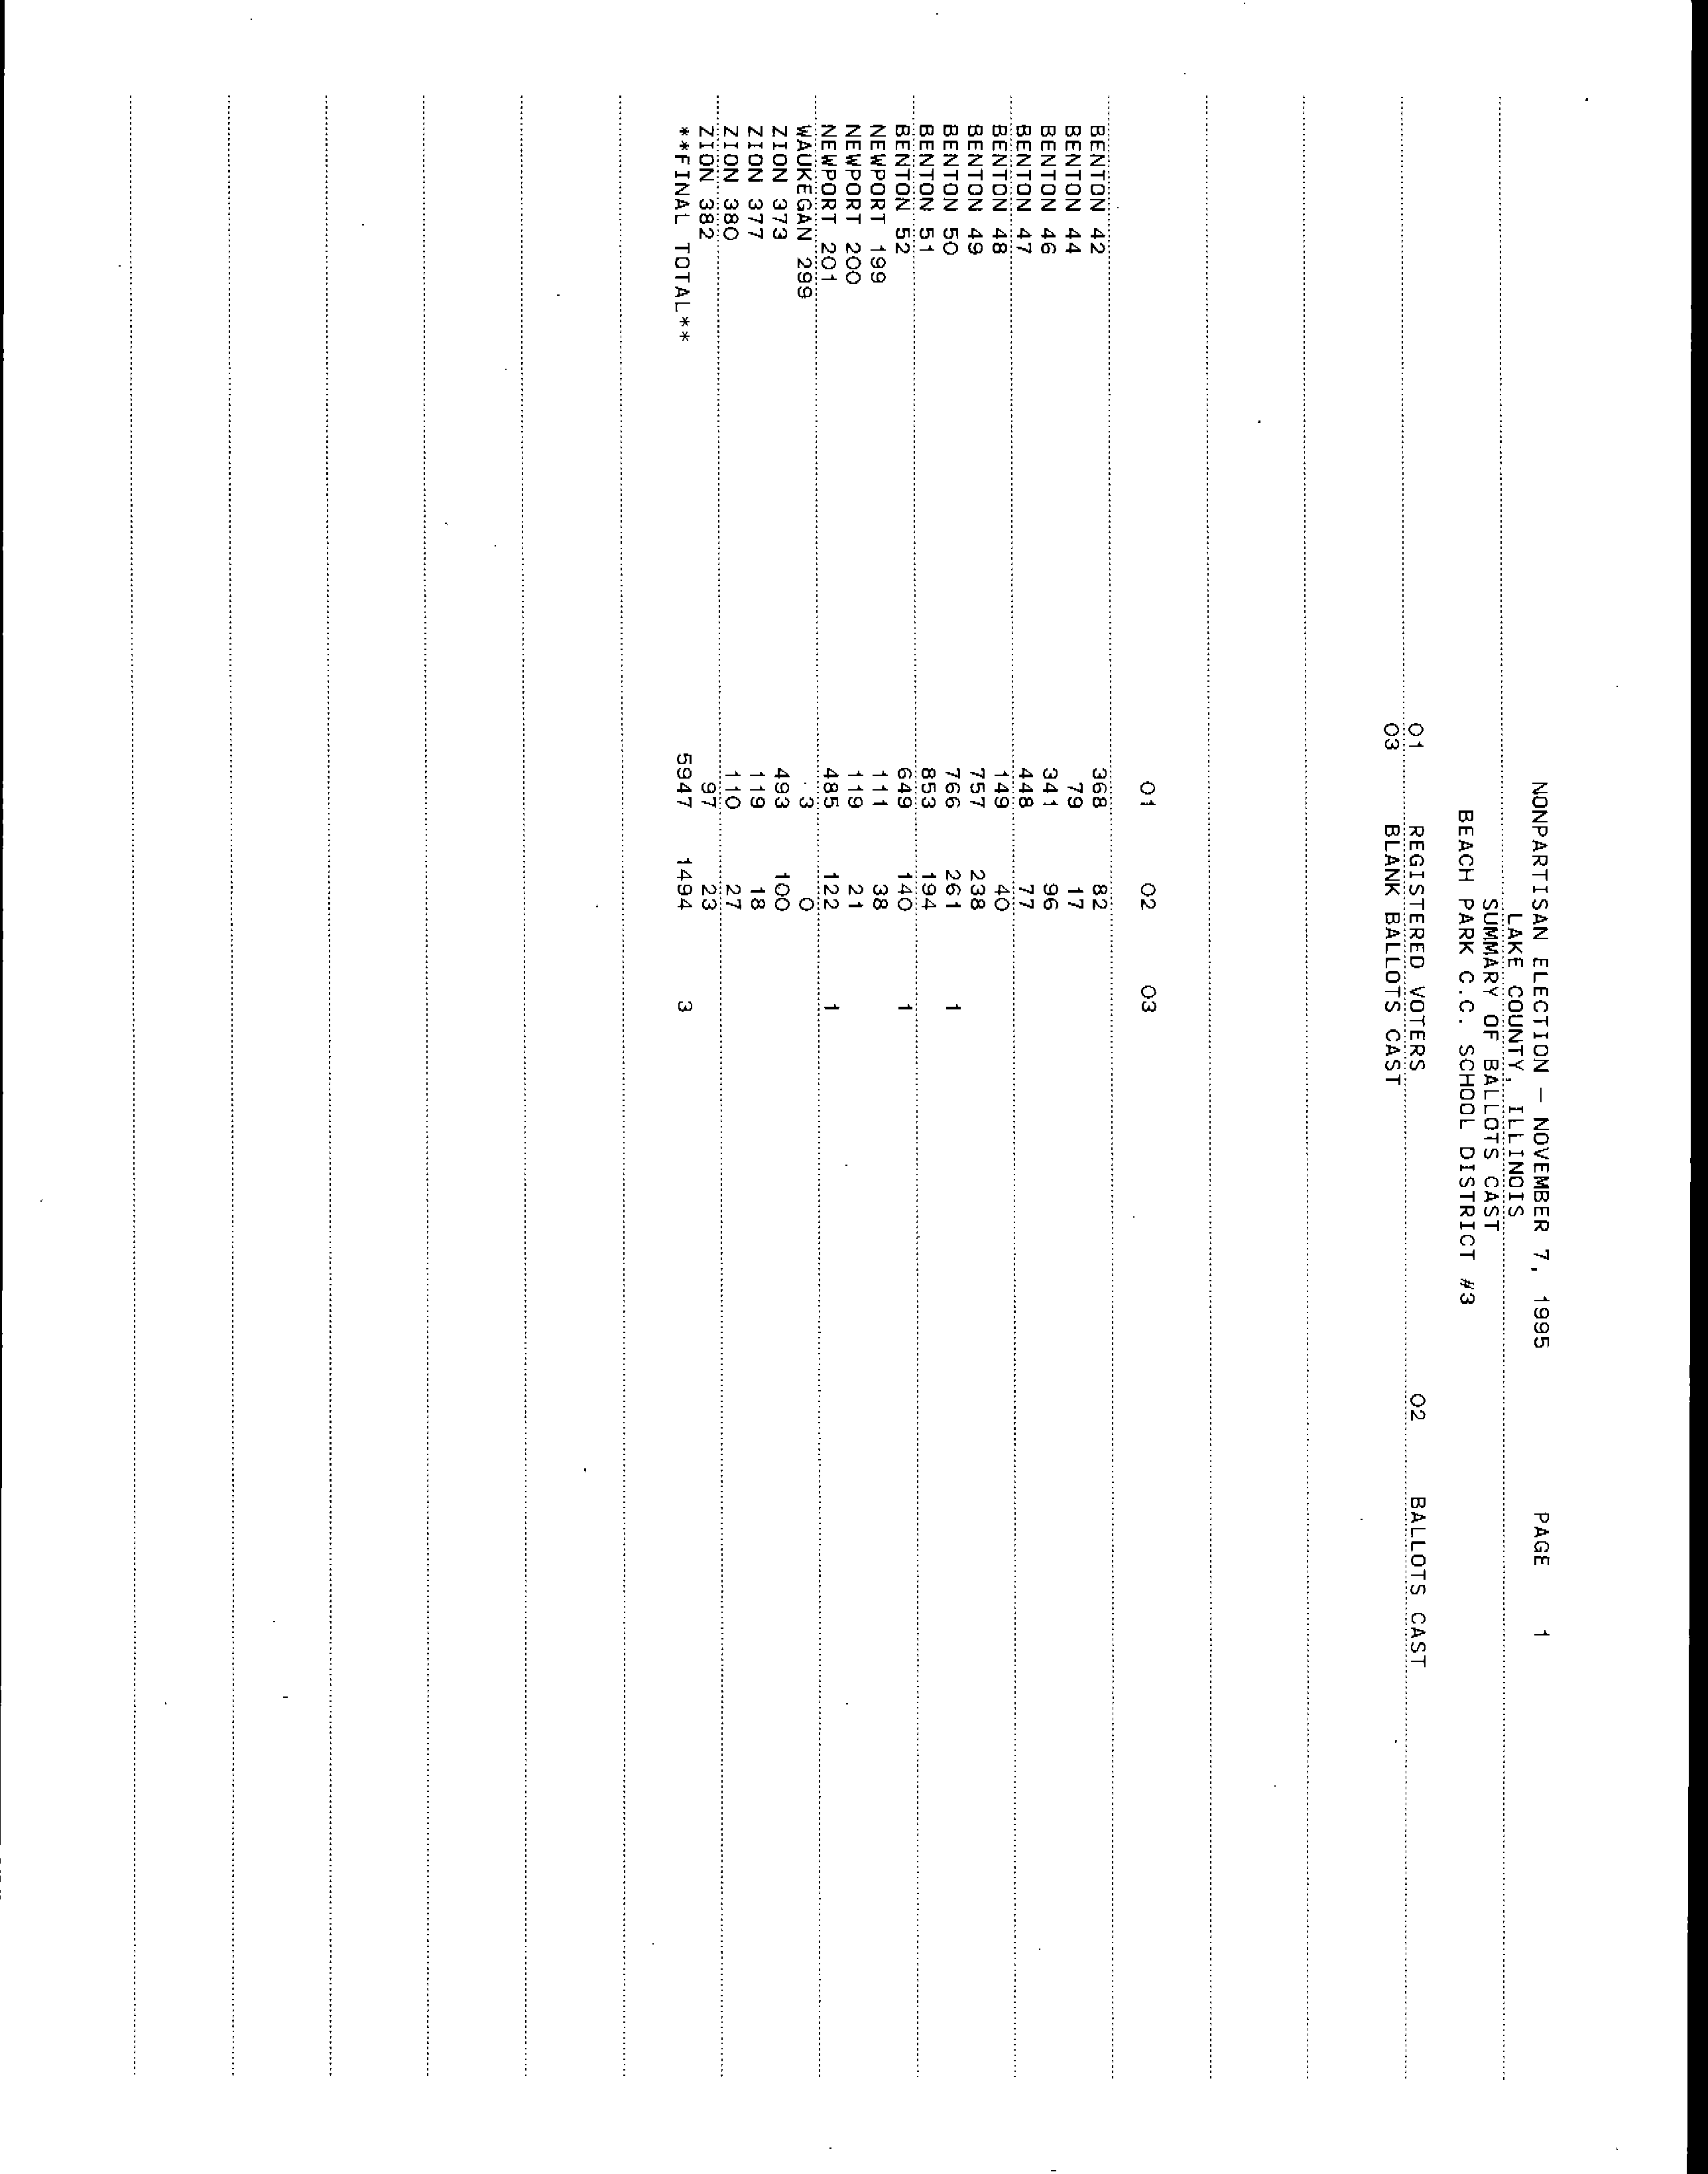 NONPARTISAN ELECTION - NOVEMBER 7, 1995 PAGE 1
LAKE COUNTY, ILLINOIS
SUMMARY OF BALLOTS CAST
BEACH PARK C.C. SCHOOL DISTRICT #3
01 REGISTERED VOTERS 02 BALLOTS CAST
03 BLANK BALLOTS CAST
01 02 03
BENTON 42 368 82
BENTON 44 79 17
BENTON 46 341 96
BENTON 47 448 77
BENTON 48 149 40
BENTON 49 757 238
BENTON 50 766 261 1
BENTON 51 853 194
BENTON 52 649 140 1
NEWPORT 199 111 38
NEWPORT 200 119 21
NEWPORT 201 485 122 1
WAUKEGAN 299 3 0
ZION 373 493 100
ZION 377 119 18
ZION 380 110 27
ZION 382 97 23
**FINAL TOTAL** 5947 1494 3